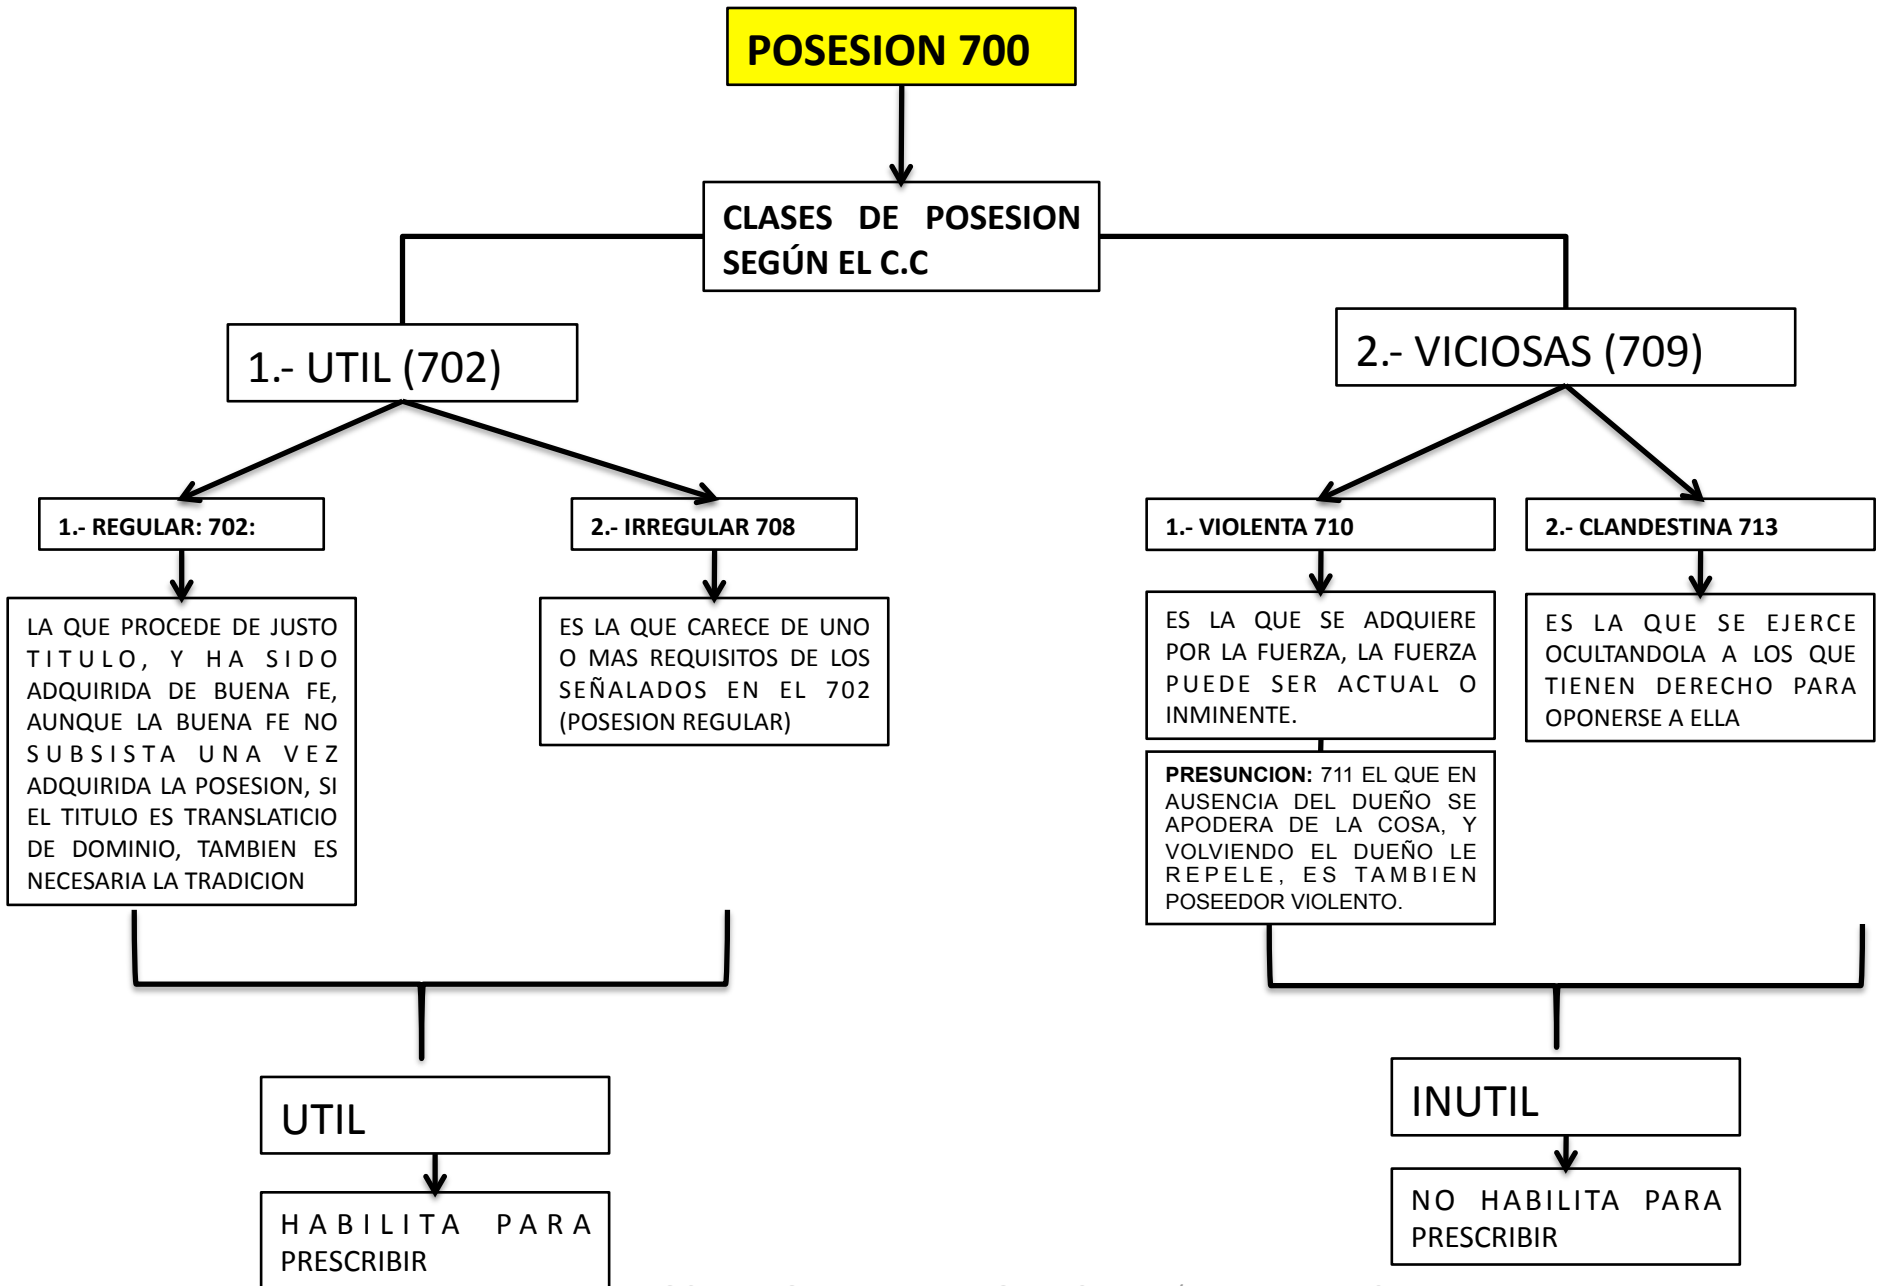 POSESION 700
CLASES DE POSESION
SEGÚN EL C.C
1.- UTIL (702)
2.- VICIOSAS (709)
1.- REGULAR: 702:
2.- IRREGULAR 708
1.- VIOLENTA 710
2.- CLANDESTINA 713
LA QUE PROCEDE DE JUSTO
TITULO, Y HA SIDO
ADQUIRIDA DE BUENA FE,
AUNQUE LA BUENA FE NO
SUBSISTA UNA VEZ
ADQUIRIDA LA POSESION, SI
EL TITULO ES TRANSLATICIO
DE DOMINIO, TAMBIEN ES
NECESARIA LA TRADICION
ES LA QUE CARECE DE UNO
O MAS REQUISITOS DE LOS
SEÑALADOS EN EL 702
(POSESION REGULAR)
ES LA QUE SE ADQUIERE
POR LA FUERZA, LA FUERZA
PUEDE SER ACTUAL O
INMINENTE.
PRESUNCION: 711 EL QUE EN
AUSENCIA DEL DUEÑO SE
APODERA DE LA COSA, Y
VOLVIENDO EL DUEÑO LE
REPELE, ES TAMBIEN
POSEEDOR VIOLENTO.
ES LA QUE SE EJERCE
OCULTANDOLA A LOS QUE
TIENEN DERECHO PARA
OPONERSE A ELLA
UTIL
HABILITA PARA
PRESCRIBIR
INUTIL
NO HABILITA PARA
PRESCRIBIR